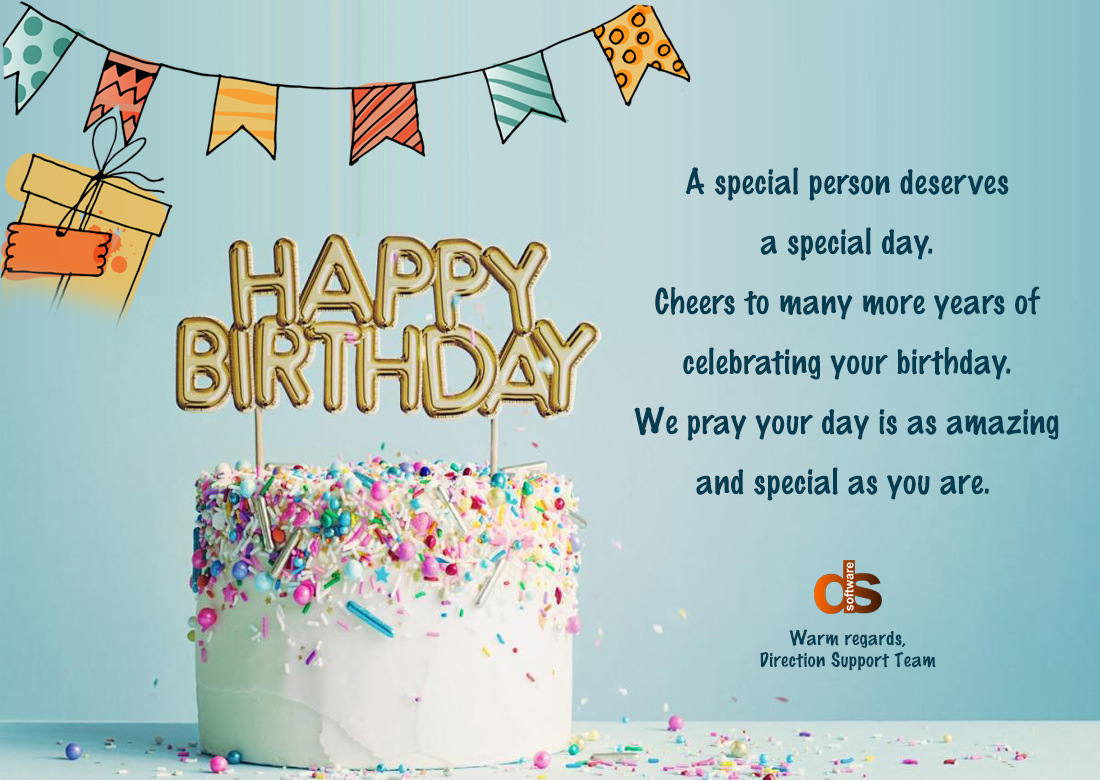 HAPPY
BIRTHDAY
A special person deserves
a special day.
Cheers to many more years of
celebrating your birthday.
We pray your day is as amazing
and special as you are.
ds software
Warm regards,
Direction Support Team